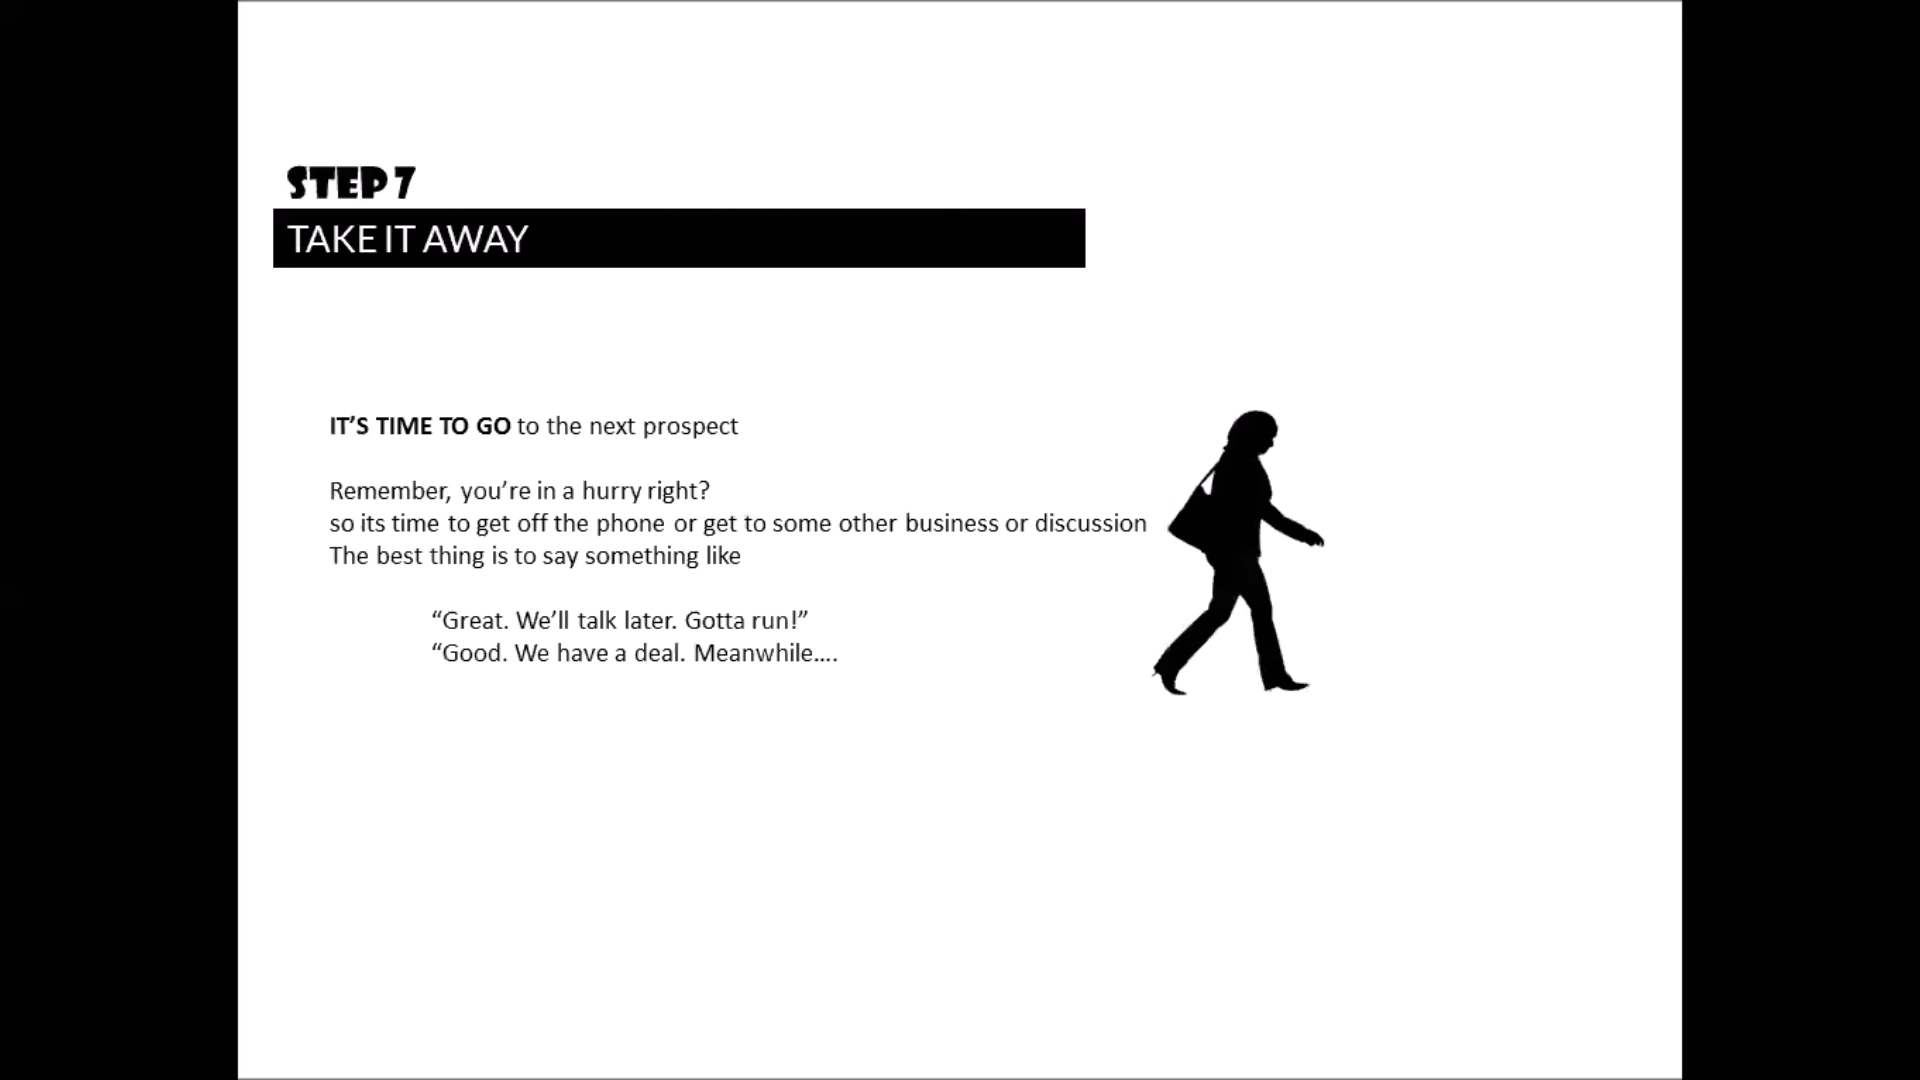 STEP 7
TAKE IT AWAY
IT’S TIME TO GO to the next prospect
Remember, you’re in a hurry right?
so its time to get off the phone or get to some other business or discussion
The best thing is to say something like
“Great. We’ll talk later. Gotta run!”
“Good. We have a deal. Meanwhile....